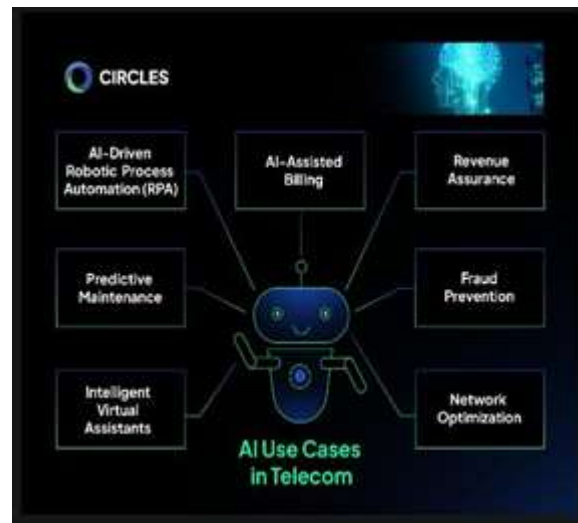 CIRCLES
AI-Driven
Robotic Process
Automation (RPA)
AI-Assisted
Billing
Revenue
Assurance
Predictive
Maintenance
Fraud
Prevention
Intelligent
Virtual
Assistants
Network
Optimization
AI Use Cases
in Telecom